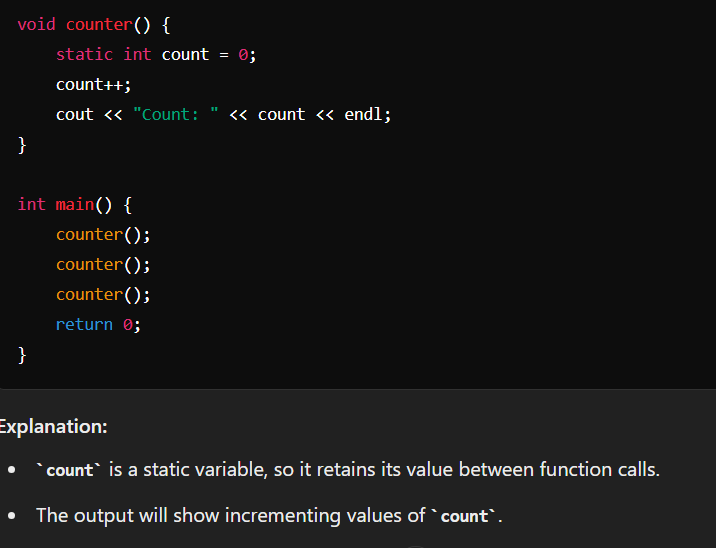 void counter() {
    static int count = 0;
    count++;
    cout << "Count: " << count << endl;
}

int main() {
    counter();
    counter();
    counter();
    return 0;
}
Explanation:
• `count` is a static variable, so it retains its value between function calls.
• The output will show incrementing values of `count`.